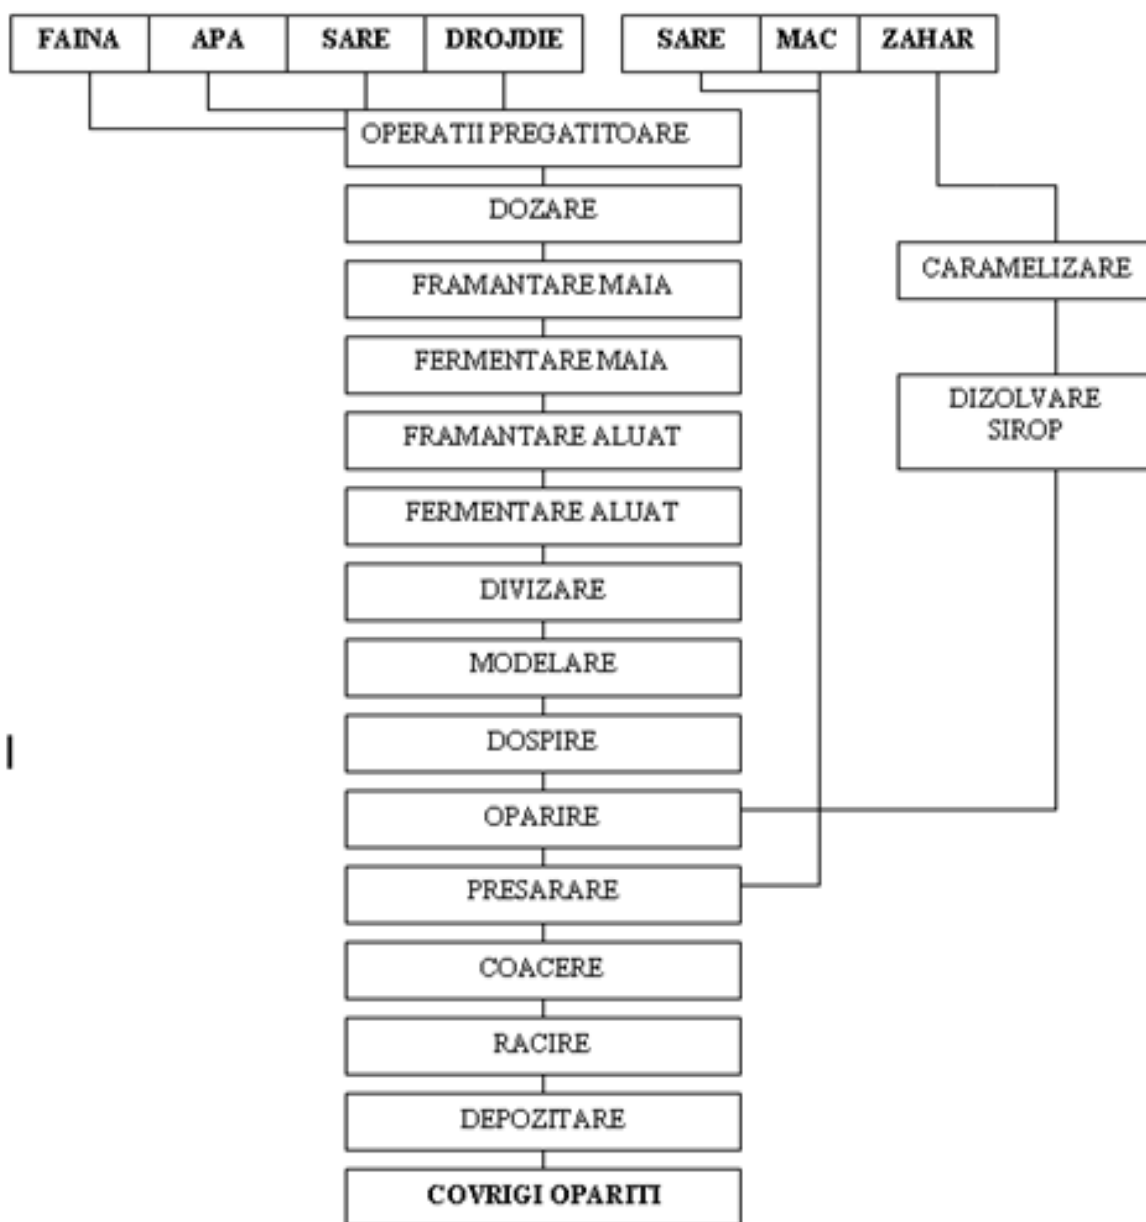 FAINA APA SARE DROJDIE SARE MAC ZAHAR
OPERATII PREGATITOARE
DOZARE
CARAMELIZARE
FRAMANTARE MAIA
FERMENTARE MAIA
DIZOLVARE
SIROP
FRAMANTARE ALUAT
FERMENTARE ALUAT
DIVIZARE
MODELARE
DOSPIRE
OPARIRE
PRESARARE
COACERE
RACIRE
DEPOZITARE
COVRIGI OPARITI